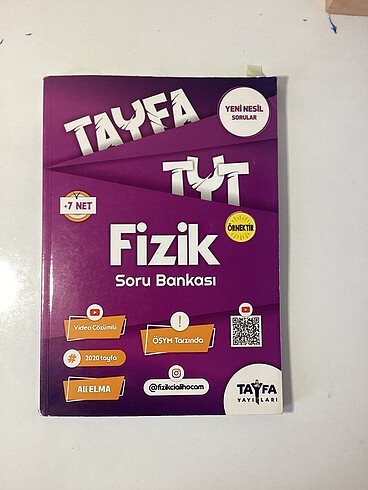 TAYFA
YENİ NESİL
SORULAR
TYT
+7 NET
ÖRNEKTİR
Fizik
Soru Bankası
Video Çözümlü
!
ÖSYM Tarzında
#
2020 tayfa
Ali ELMA
@fizikcialihocam
TAYFA
YAYINLARI